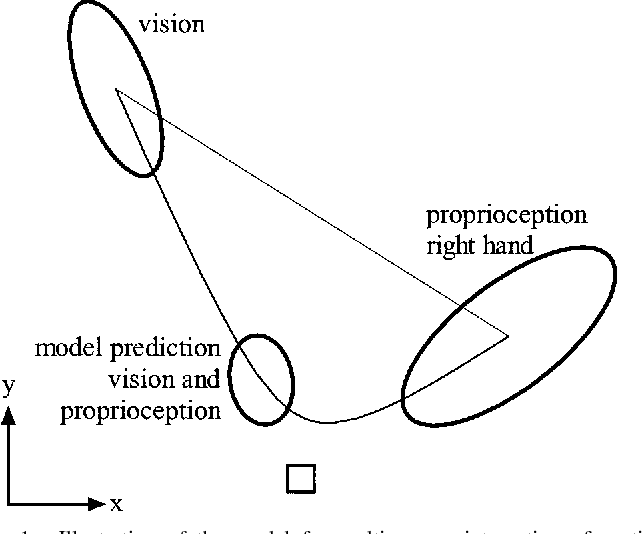 vision
proprioception
right hand
model prediction
vision and
proprioception
y
x